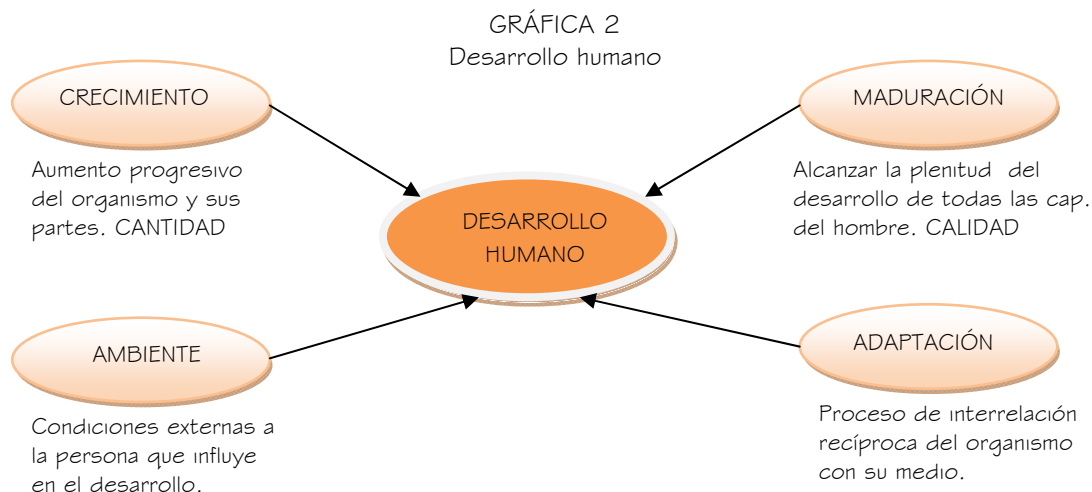 GRÁFICA 2
Desarrollo humano
CRECIMIENTO
Aumento progresivo
del organismo y sus
partes. CANTIDAD
MADURACIÓN
Alcanzar la plenitud del
desarrollo de todas las cap.
del hombre. CALIDAD
DESARROLLO
HUMANO
AMBIENTE
Condiciones externas a
la persona que influye
en el desarrollo.
ADAPTACIÓN
Proceso de interrelación
recíproca del organismo
con su medio.